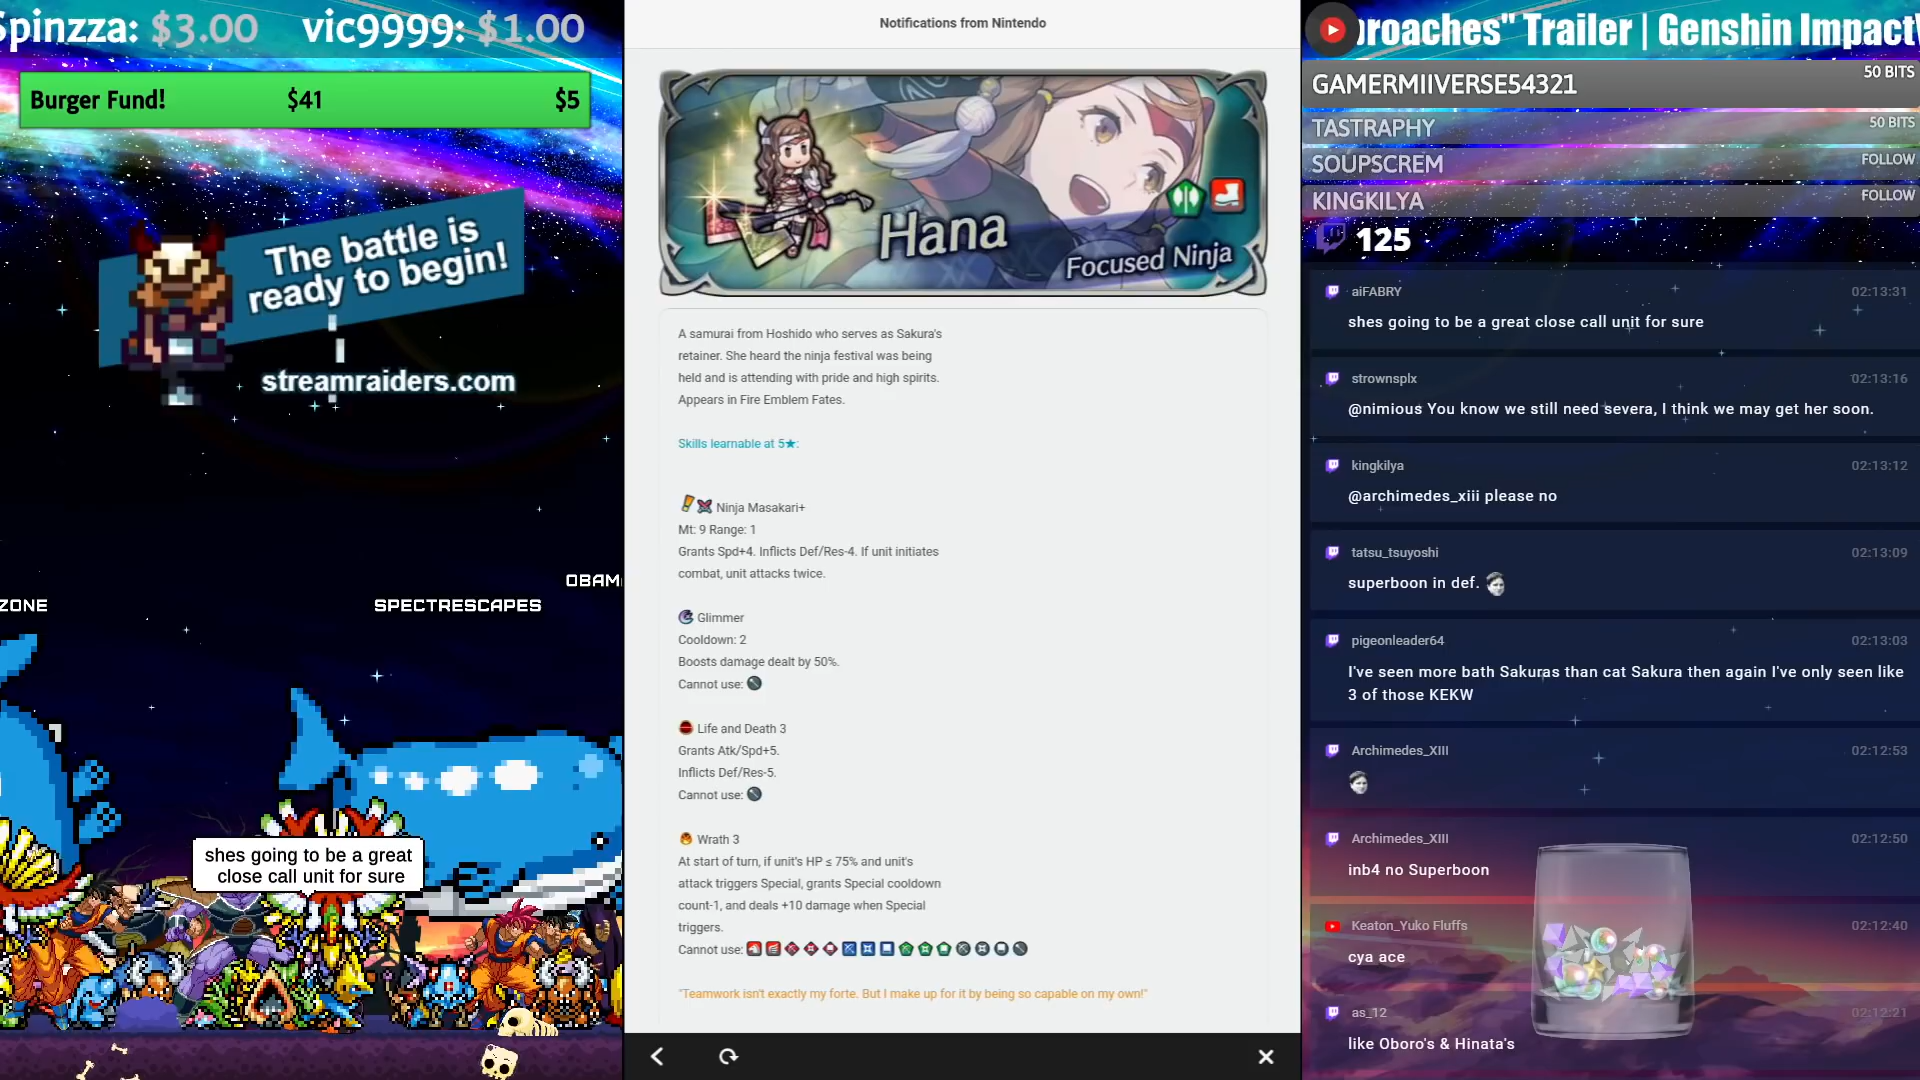 Spinzza: $3.00 vic9999: $1.00
Burger Fund! $41 $5
The battle is
ready to begin!
streamraiders.com
ZONE
SPECTRESCAPES
OBAM
shes going to be a great
close call unit for sure
Notifications from Nintendo
Hana
Focused Ninja
A samurai from Hoshido who serves as Sakura's
retainer. She heard the ninja festival was being
held and is attending with pride and high spirits.
Appears in Fire Emblem Fates.
Skills learnable at 5★:
Ninja Masakari+
Mt: 9 Range: 1
Grants Spd+4. Inflicts Def/Res-4. If unit initiates
combat, unit attacks twice.
Glimmer
Cooldown: 2
Boosts damage dealt by 50%.
Cannot use:
Life and Death 3
Grants Atk/Spd+5.
Inflicts Def/Res-5.
Cannot use:
Wrath 3
At start of turn, if unit's HP ≤ 75% and unit's
attack triggers Special, grants Special cooldown
count-1, and deals +10 damage when Special
triggers.
Cannot use:
"Teamwork isn't exactly my forte. But I make up for it by being so capable on my own!"
roaches" Trailer | Genshin Impact
GAMERMIIVERSE54321 50 BITS
TASTRAPHY 50 BITS
SOUPSCREM FOLLOW
KINGKILYA FOLLOW
125
aiFABRY 02:13:31
shes going to be a great close call unit for sure
strownsplx 02:13:16
@nimious You know we still need severa, I think we may get her soon.
kingkilya 02:13:12
@archimedes_xiii please no
tatsu_tsuyoshi 02:13:09
superboon in def.
pigeonleader64 02:13:03
I've seen more bath Sakuras than cat Sakura then again I've only seen like
3 of those KEKW
Archimedes_XIII 02:12:53
Archimedes_XIII 02:12:50
inb4 no Superboon
Keaton_Yuko Fluffs 02:12:40
cya ace
as_12 02:12:21
like Oboro's & Hinata's